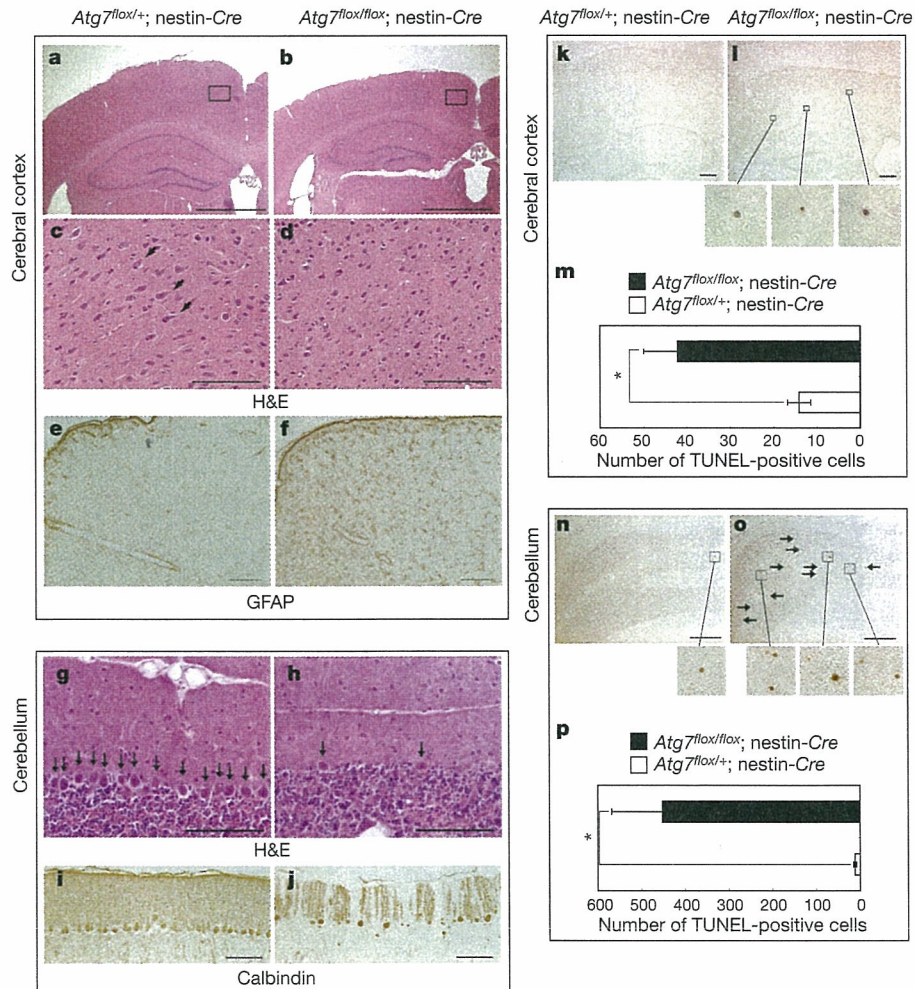 Atg7flox/+; nestin-Cre
Atg7flox/flox; nestin-Cre
Cerebral cortex
a
b
c
d
H&E
e
f
GFAP
Cerebellum
g
h
H&E
i
j
Calbindin
Atg7flox/+; nestin-Cre
Atg7flox/flox; nestin-Cre
Cerebral cortex
k
l
m
Atg7flox/flox; nestin-Cre
Atg7flox/+; nestin-Cre
*
60 50 40 30 20 10 0
Number of TUNEL-positive cells
Cerebellum
n
o
p
Atg7flox/flox; nestin-Cre
Atg7flox/+; nestin-Cre
*
600 500 400 300 200 100 0
Number of TUNEL-positive cells